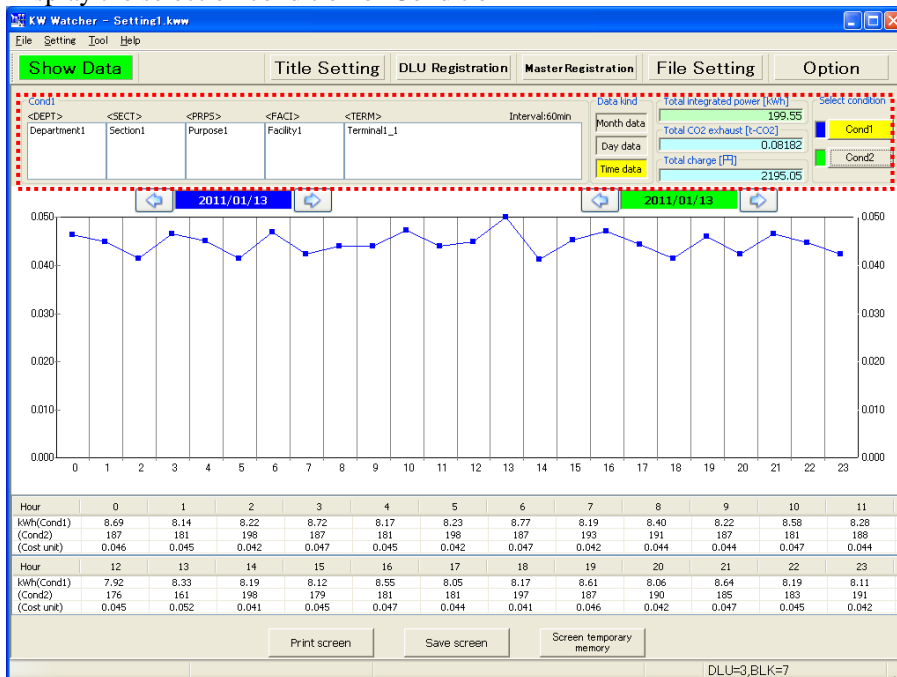 KW Watcher - Setting1.kww
File Setting Tool Help
Show Data Title Setting DLU Registration Master Registration File Setting Option
Cond1 Data kind Total integrated power [kWh] Select condition
<DEPT> <SECT> <PRPS> <FACI> <TERM> Interval:60min 199.55
Department1 Section1 Purpose1 Facility1 Terminal1_1 Month data Total CO2 exhaust [t-CO2] Cond1
Day data 0.08182
Time data Total charge [円] Cond2
2195.05
2011/01/13 2011/01/13
0.050 0.050
0.040 0.040
0.030 0.030
0.020 0.020
0.010 0.010
0.000 0.000
0 1 2 3 4 5 6 7 8 9 10 11 12 13 14 15 16 17 18 19 20 21 22 23
Hour 0 1 2 3 4 5 6 7 8 9 10 11
kWh(Cond1) 8.69 8.14 8.22 8.72 8.17 8.23 8.77 8.19 8.40 8.22 8.58 8.28
(Cond2) 187 181 198 187 181 198 187 193 191 187 181 188
(Cost unit) 0.046 0.045 0.042 0.047 0.045 0.042 0.047 0.042 0.044 0.044 0.047 0.044
Hour 12 13 14 15 16 17 18 19 20 21 22 23
kWh(Cond1) 7.92 8.33 8.19 8.12 8.55 8.05 8.17 8.61 8.06 8.64 8.19 8.11
(Cond2) 176 161 198 179 181 181 197 187 190 185 183 191
(Cost unit) 0.045 0.052 0.041 0.045 0.047 0.044 0.041 0.046 0.042 0.047 0.045 0.042
Print screen Save screen Screen temporary
memory
DLU=3,BLK=7